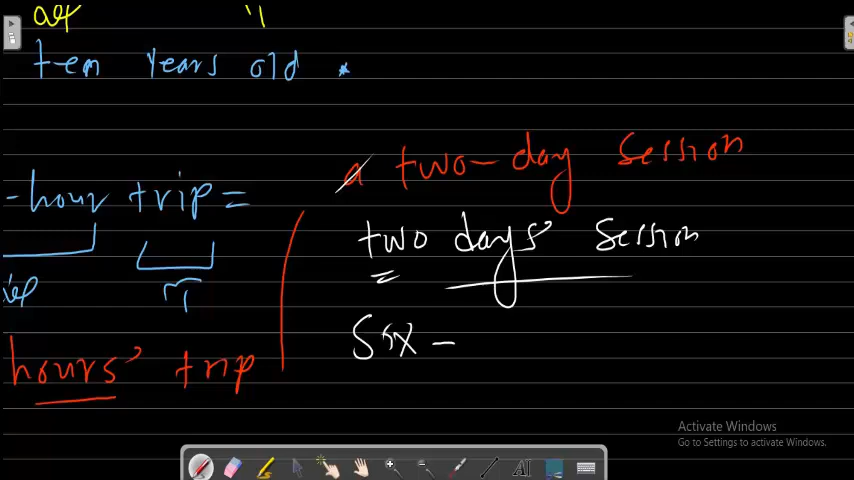 ten years old.
a two-day session
-hour trip =
two days' session
hours' trip
Activate Windows
Go to Settings to activate Windows.